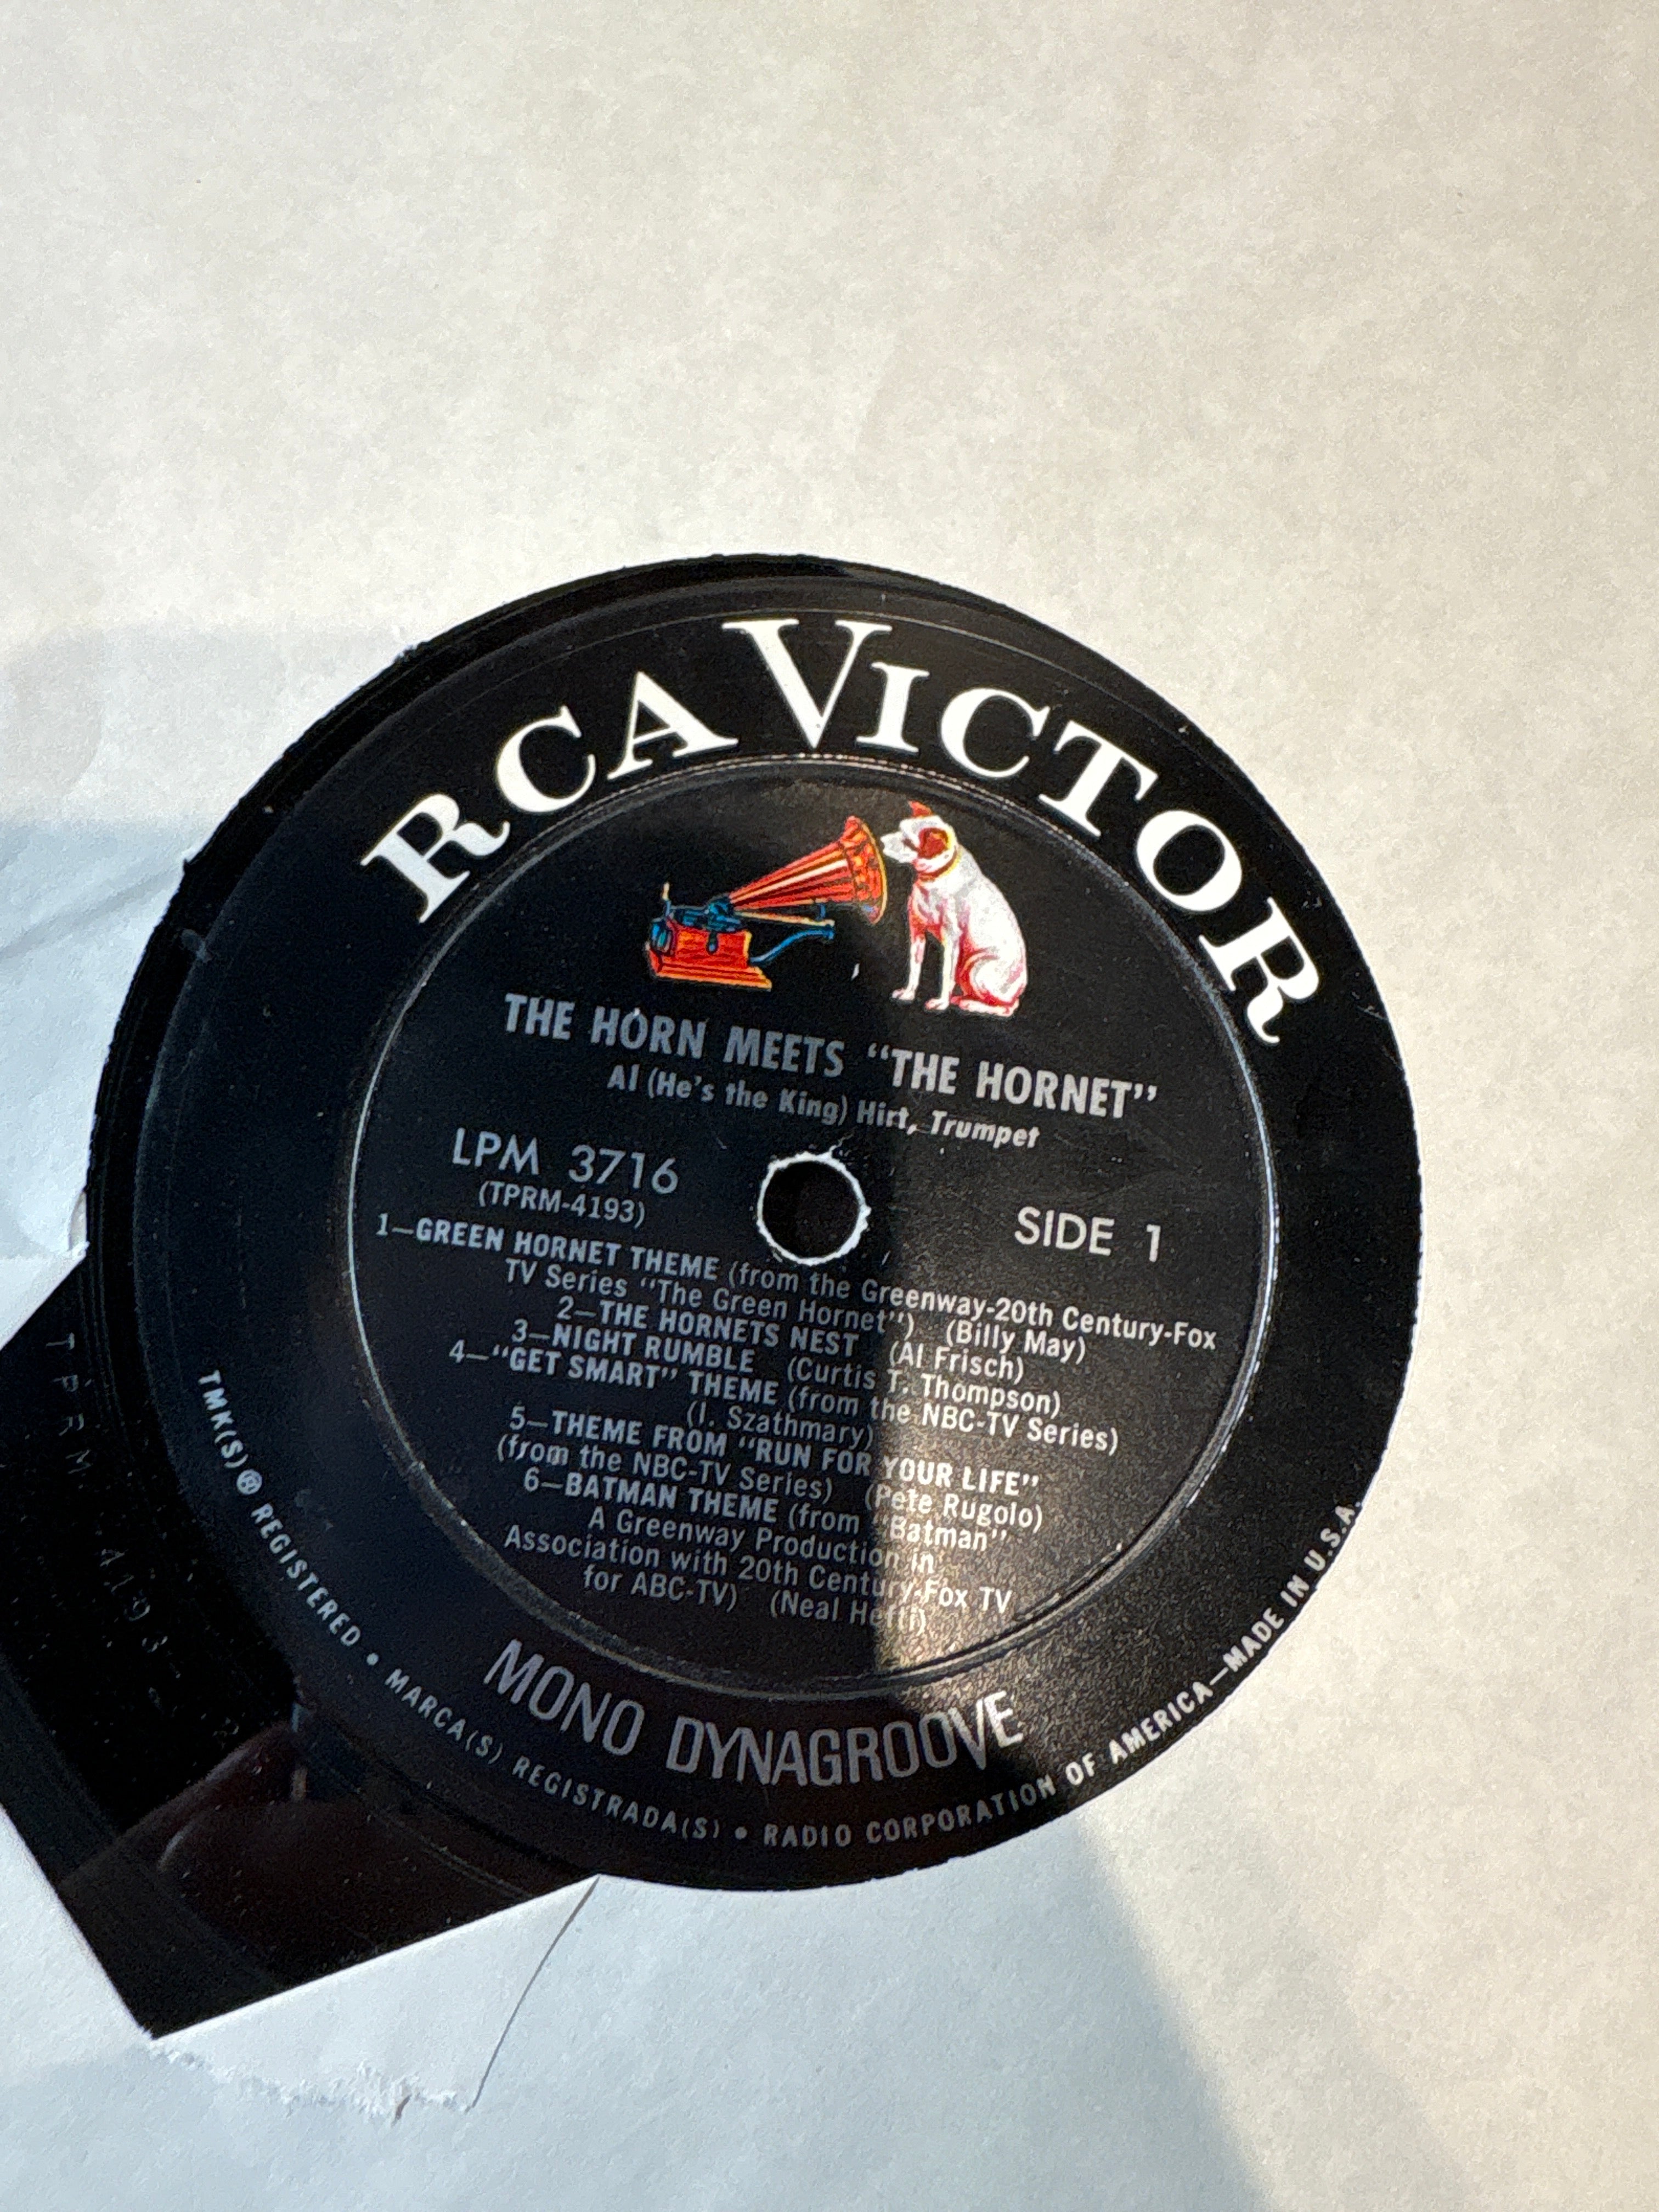 RCA VICTOR
THE HORN MEETS "THE HORNET"
Al (He's the King) Hirt, Trumpet
LPM 3716
(TPRM-4193)
SIDE 1
1—GREEN HORNET THEME (from the Greenway-20th Century-Fox
TV Series "The Green Hornet") (Billy May)
2—THE HORNETS NEST (Al Frisch)
3—NIGHT RUMBLE (Curtis T. Thompson)
4—"GET SMART" THEME (from the NBC-TV Series)
(I. Szathmary)
5—THEME FROM "RUN FOR YOUR LIFE"
(from the NBC-TV Series) (Pete Rugolo)
6—BATMAN THEME (from "Batman"
A Greenway Production in
Association with 20th Century-Fox TV
for ABC-TV) (Neal Hefti)
MONO DYNAGROOVE
TMK(S) ® REGISTERED • MARCA(S) REGISTRADA(S) • RADIO CORPORATION OF AMERICA—MADE IN U.S.A.
TPRM 4193